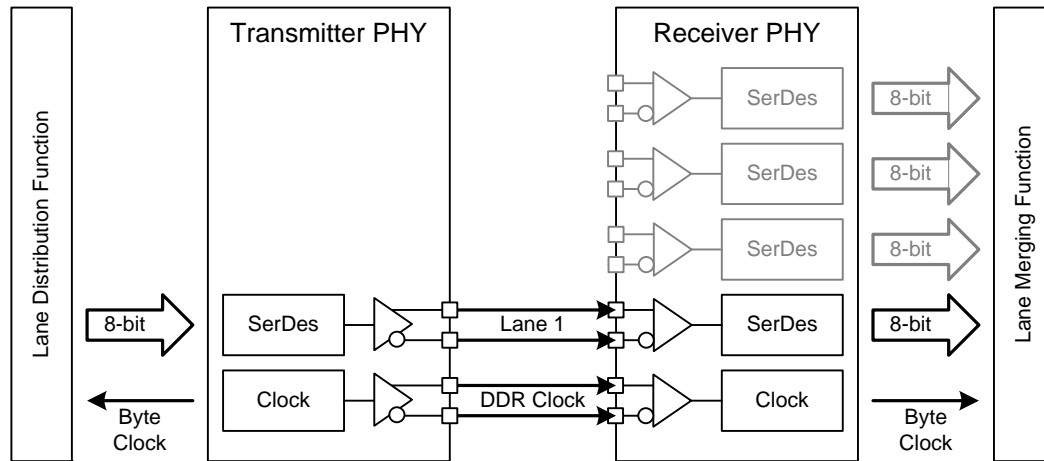 Transmitter PHY
Receiver PHY
Lane Distribution Function
Lane Merging Function
SerDes
8-bit
SerDes
8-bit
SerDes
8-bit
8-bit
SerDes
Lane 1
SerDes
8-bit
Byte
Clock
Clock
DDR Clock
Clock
Byte
Clock